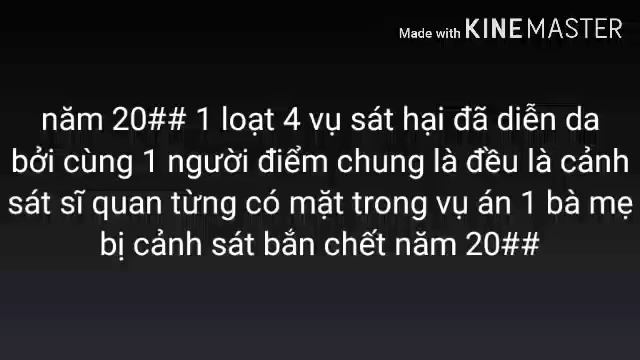 Made with KINEMASTER
năm 20## 1 loạt 4 vụ sát hại đã diễn da
bởi cùng 1 người điểm chung là đều là cảnh
sát sĩ quan từng có mặt trong vụ án 1 bà mẹ
bị cảnh sát bắn chết năm 20##